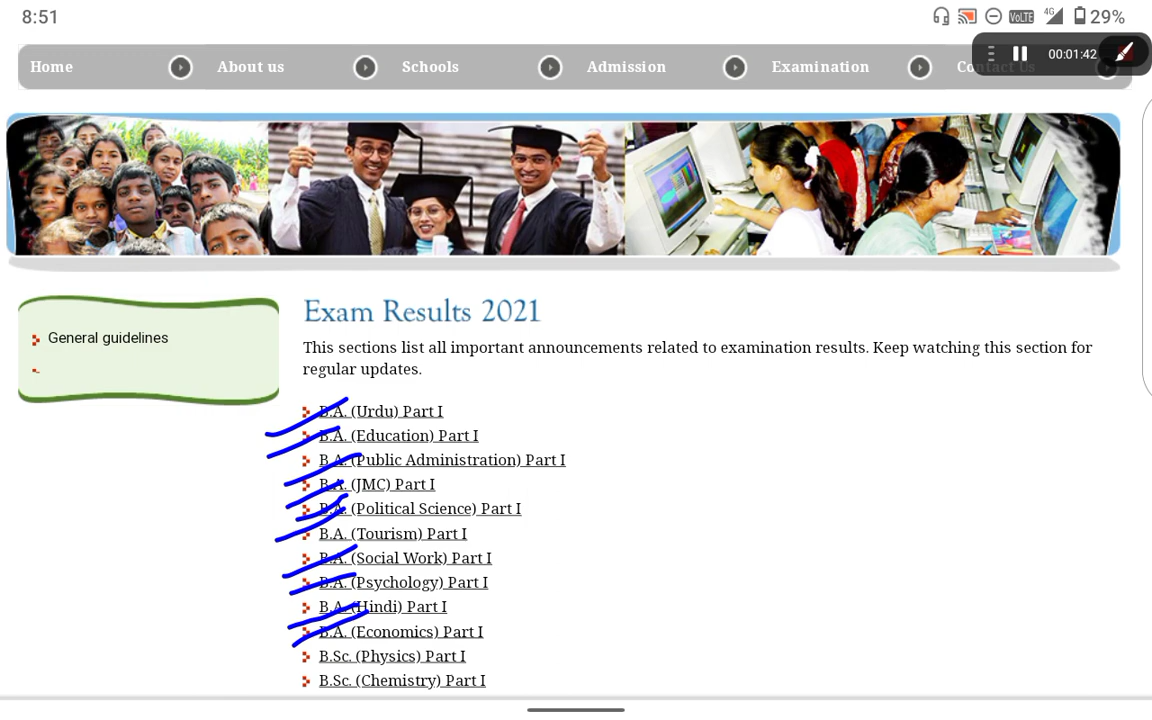 8:51
VoLTE 4G 29%
00:01:42
Home About us Schools Admission Examination Contact Us
Exam Results 2021
General guidelines
This sections list all important announcements related to examination results. Keep watching this section for
regular updates.
B.A. (Urdu) Part I
B.A. (Education) Part I
B.A. (Public Administration) Part I
B.A. (JMC) Part I
B.A. (Political Science) Part I
B.A. (Tourism) Part I
B.A. (Social Work) Part I
B.A. (Psychology) Part I
B.A. (Hindi) Part I
B.A. (Economics) Part I
B.Sc. (Physics) Part I
B.Sc. (Chemistry) Part I